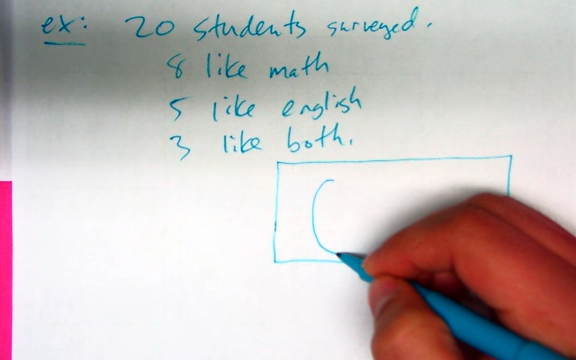 ex: 20 students surveyed.
8 like math
5 like english
3 like both.